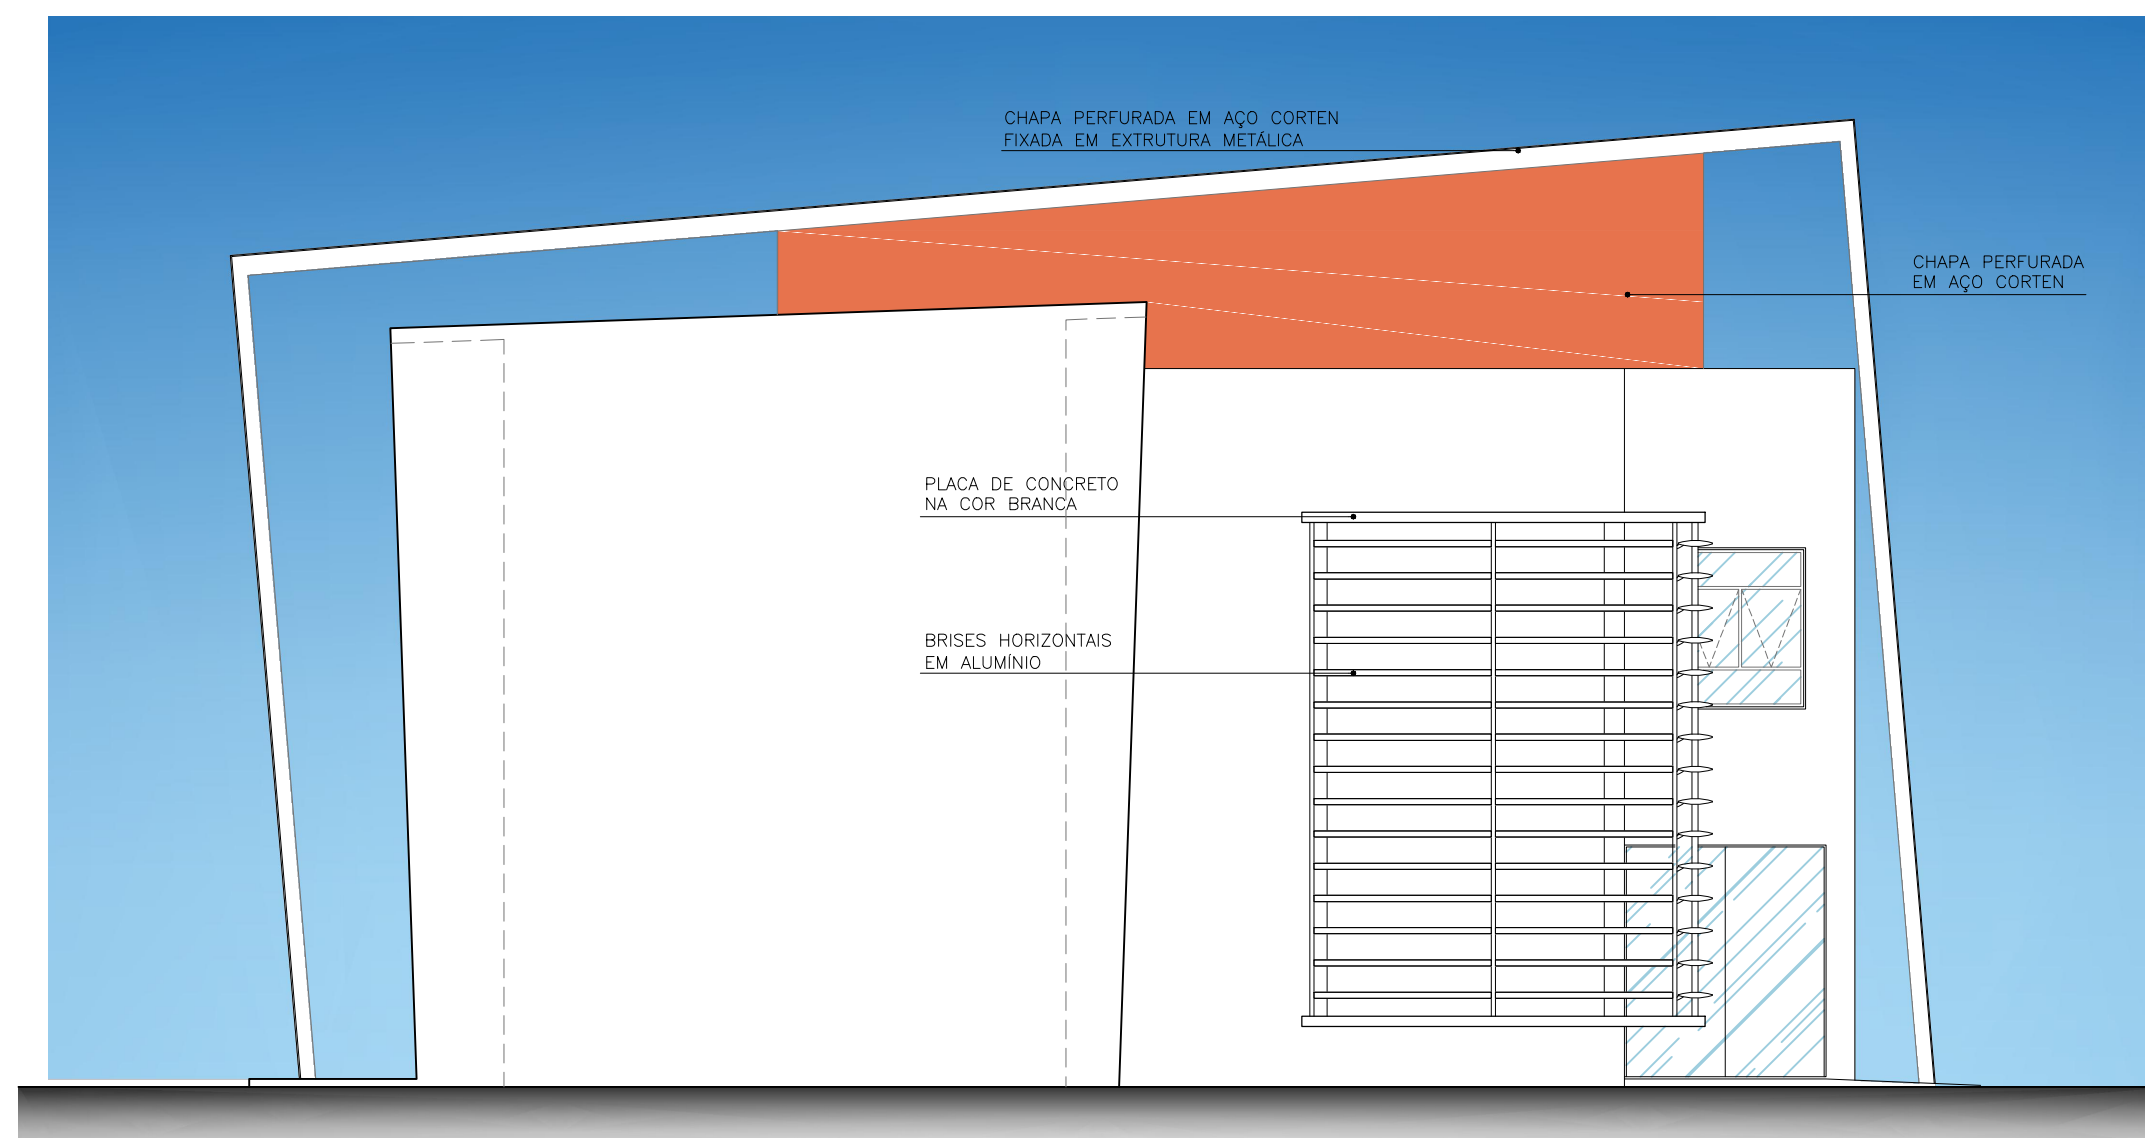 CHAPA PERFURADA EM AÇO CORTEN
FIXADA EM EXTRUTURA METÁLICA
CHAPA PERFURADA
EM AÇO CORTEN
PLACA DE CONCRETO
NA COR BRANCA
BRISES HORIZONTAIS
EM ALUMÍNIO